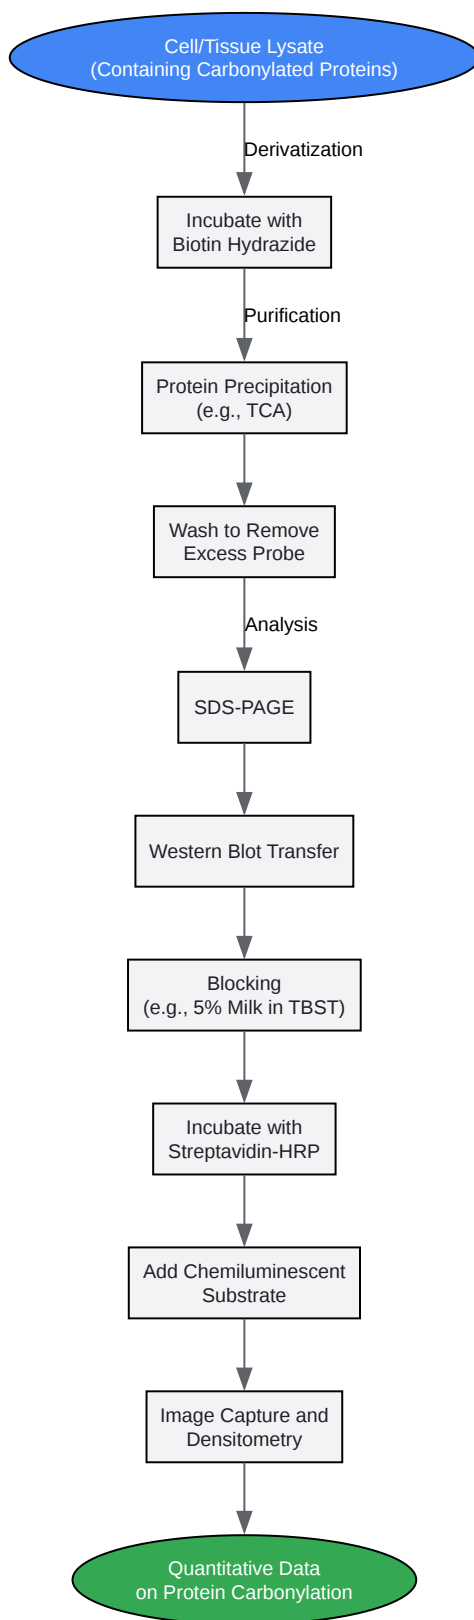 Cell/Tissue Lysate
(Containing Carbonylated Proteins)
Derivatization
Incubate with
Biotin Hydrazide
Purification
Protein Precipitation
(e.g., TCA)
Wash to Remove
Excess Probe
Analysis
SDS-PAGE
Western Blot Transfer
Blocking
(e.g., 5% Milk in TBST)
Incubate with
Streptavidin-HRP
Add Chemiluminescent
Substrate
Image Capture and
Densitometry
Quantitative Data
on Protein Carbonylation